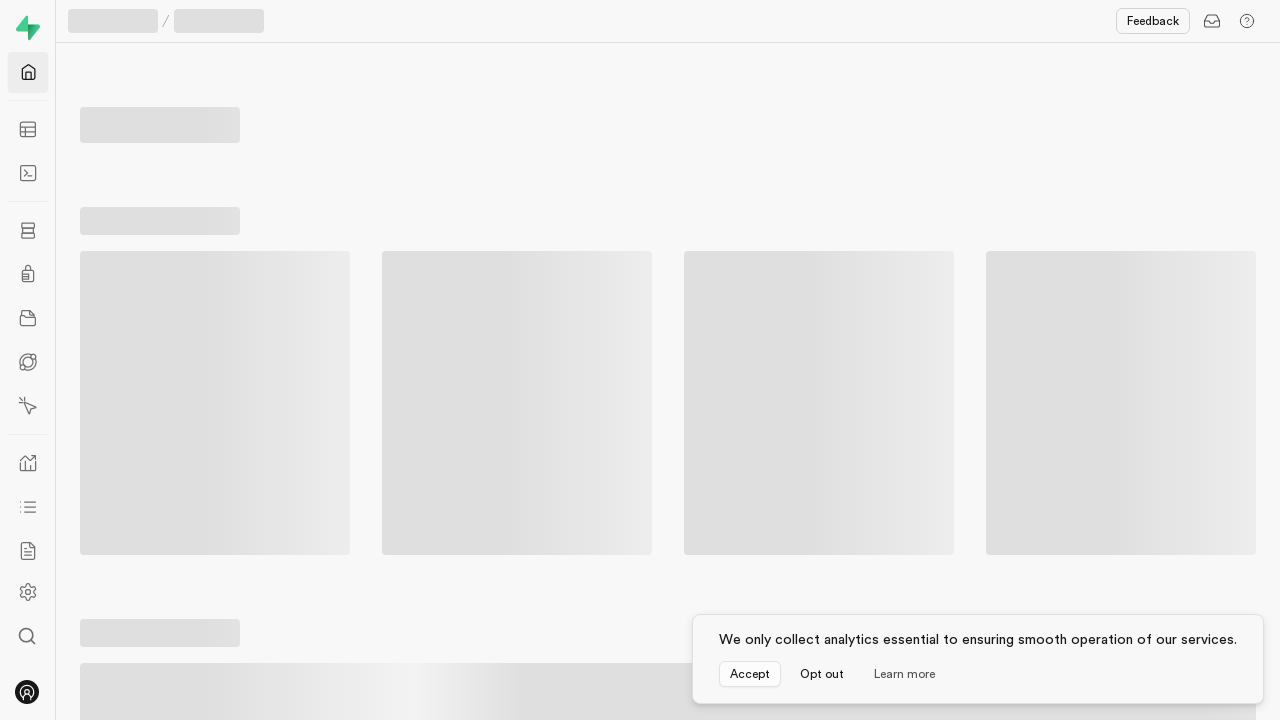 /
Feedback
We only collect analytics essential to ensuring smooth operation of our services.
Accept Opt out Learn more